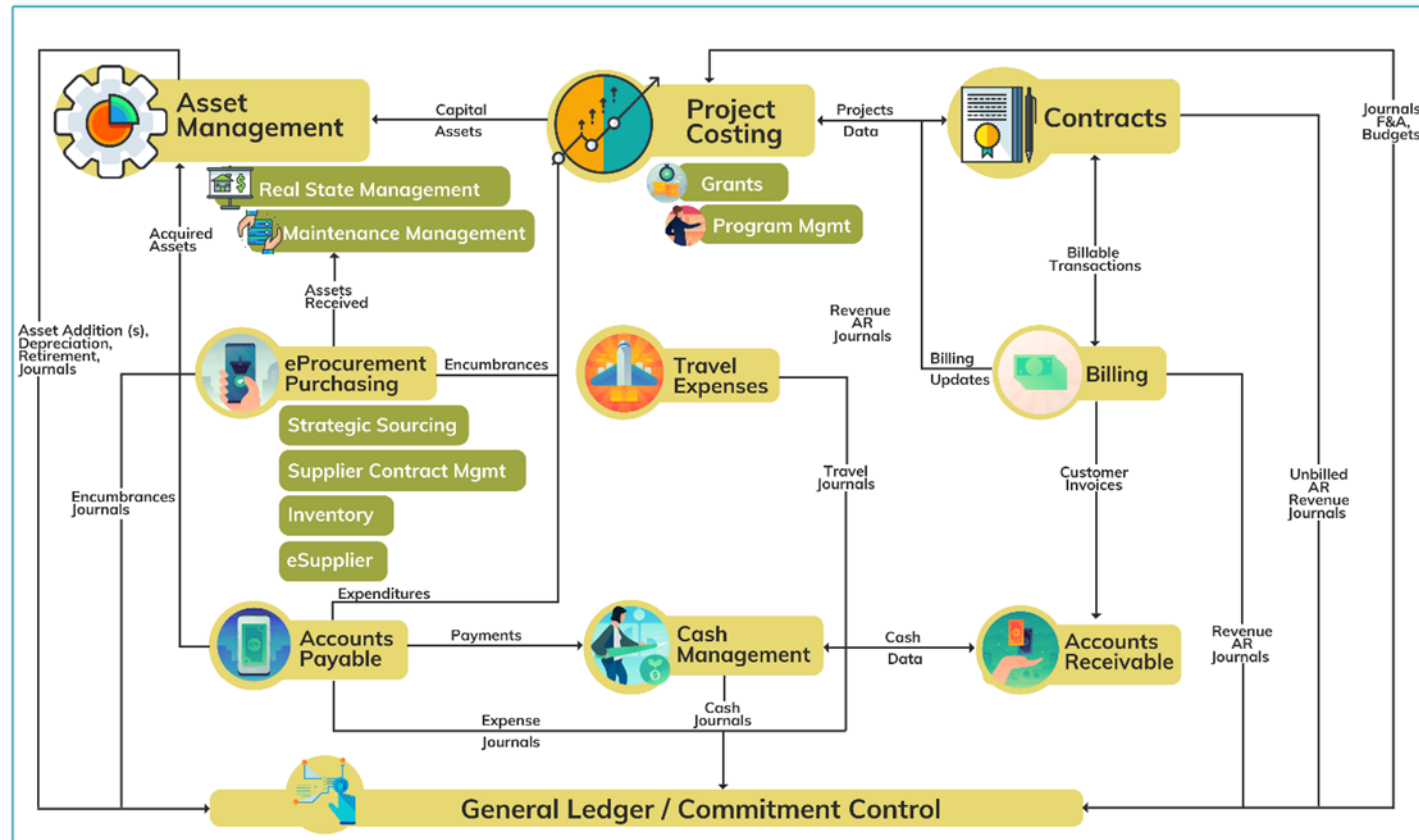 Asset
Management
Capital
Assets
Project
Costing
Projects
Data
Contracts
Journals
F&A,
Budgets
Real State Management
Maintenance Management
Grants
Program Mgmt
Acquired
Assets
Assets
Received
Billable
Transactions
Revenue
AR
Journals
Asset Addition (s),
Depreciation,
Retirement,
Journals
eProcurement
Purchasing
Encumbrances
Travel
Expenses
Billing
Updates
Billing
Strategic Sourcing
Supplier Contract Mgmt
Inventory
eSupplier
Encumbrances
Journals
Travel
Journals
Customer
Invoices
Unbilled
AR
Revenue
Journals
Expenditures
Accounts
Payable
Payments
Cash
Management
Cash
Data
Accounts
Receivable
Revenue
AR
Journals
Expense
Journals
Cash
Journals
General Ledger / Commitment Control